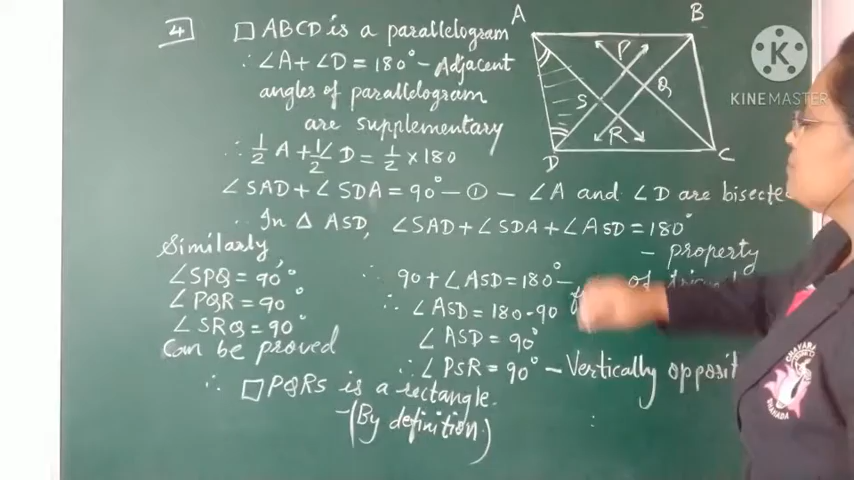 4
□ ABCD is a parallelogram
∴ ∠A + ∠D = 180° - Adjacent
angles of parallelogram
are supplementary
∴ 1/2 A + 1/2 ∠D = 1/2 × 180
∠SAD + ∠SDA = 90° - ① - ∠A and ∠D are bisected
∴ In △ ASD, ∠SAD + ∠SDA + ∠ASD = 180°
- property
of
∴ 90 + ∠ASD = 180° -
∴ ∠ASD = 180 - 90
∠ASD = 90°
∴ ∠PSR = 90° - Vertically
Similarly,
∠SPQ = 90°
∠PQR = 90°
∠SRQ = 90°
Can be proved
∴ □PQRS is a rectangle.
- (By definition)
A
B
P
Q
S
R
D
C
K
KINEMASTER